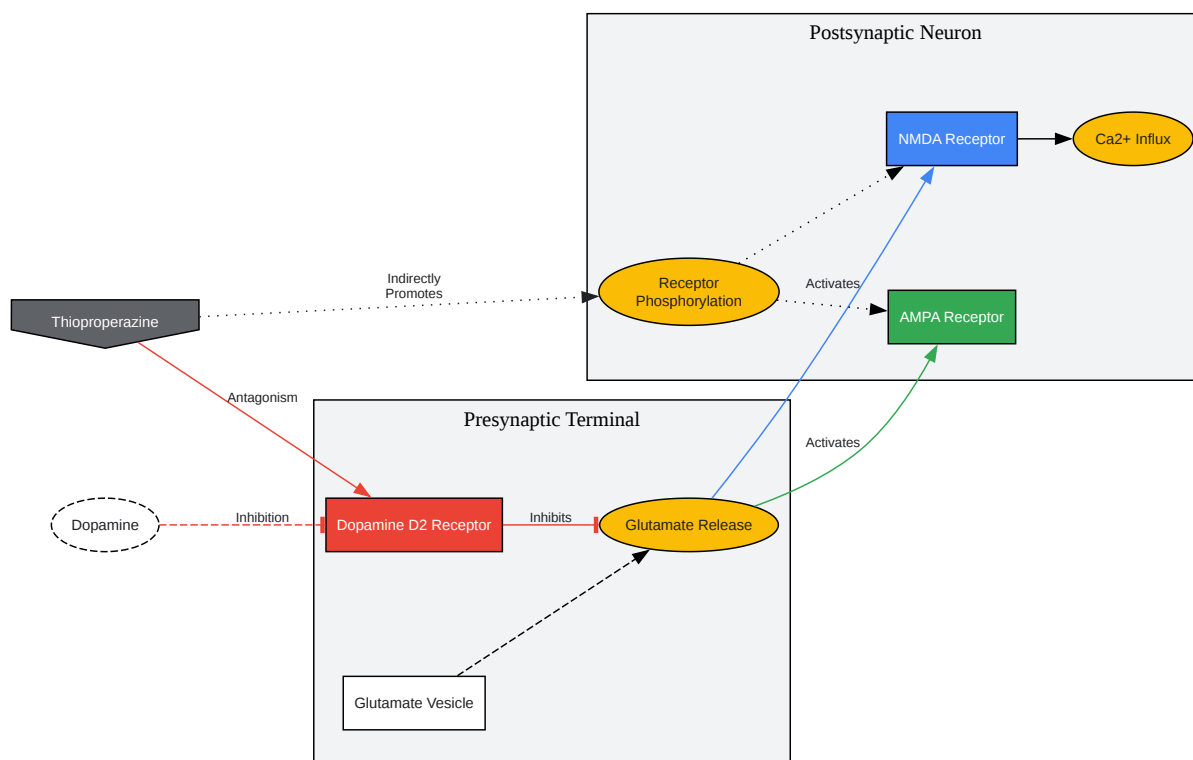 Postsynaptic Neuron
NMDA Receptor
Ca2+ Influx
Indirectly
Promotes
Receptor
Phosphorylation
Activates
AMPA Receptor
Thioproperazine
Antagonism
Presynaptic Terminal
Activates
Dopamine
Inhibition
Dopamine D2 Receptor
Inhibits
Glutamate Release
Glutamate Vesicle